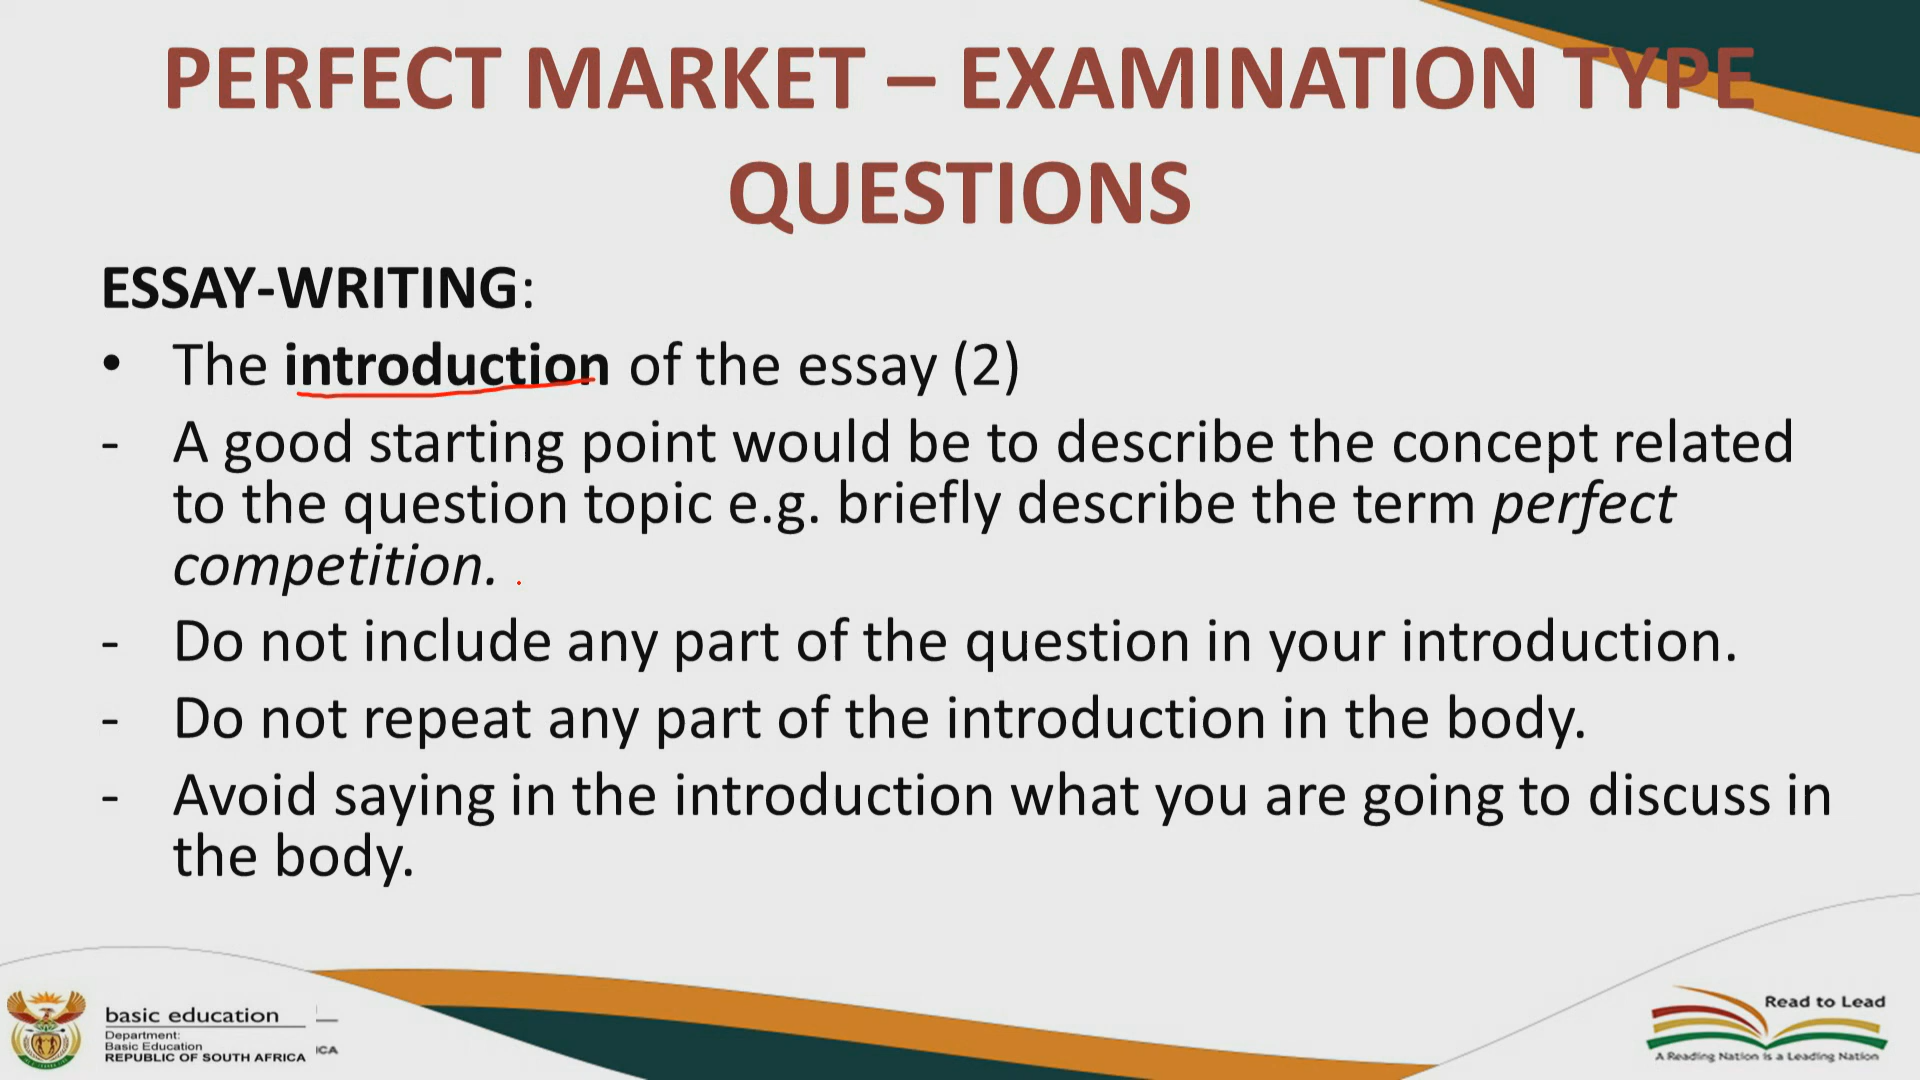 PERFECT MARKET – EXAMINATION TYPE
QUESTIONS
ESSAY-WRITING:
• The introduction of the essay (2)
- A good starting point would be to describe the concept related
to the question topic e.g. briefly describe the term perfect
competition.
- Do not include any part of the question in your introduction.
- Do not repeat any part of the introduction in the body.
- Avoid saying in the introduction what you are going to discuss in
the body.
basic education
Department:
Basic Education
REPUBLIC OF SOUTH AFRICA
ICA
Read to Lead
A Reading Nation is a Leading Nation